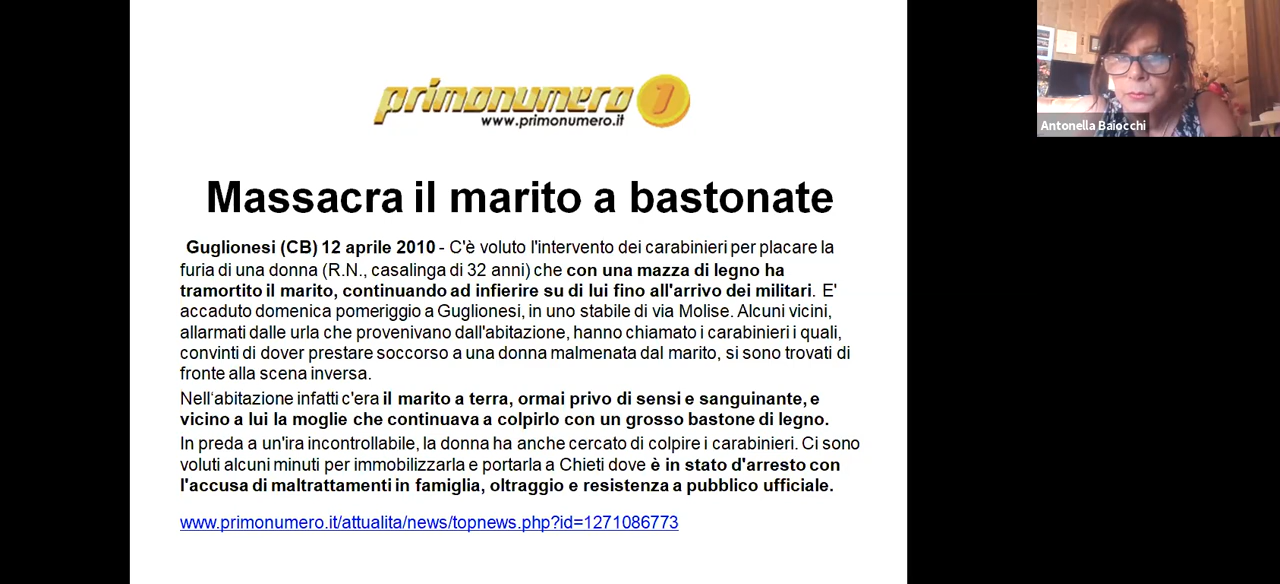 primonumero 1
www.primonumero.it
Antonella Baiocchi
Massacra il marito a bastonate
Guglionesi (CB) 12 aprile 2010 - C'è voluto l'intervento dei carabinieri per placare la
furia di una donna (R.N., casalinga di 32 anni) che con una mazza di legno ha
tramortito il marito, continuando ad infierire su di lui fino all'arrivo dei militari. E'
accaduto domenica pomeriggio a Guglionesi, in uno stabile di via Molise. Alcuni vicini,
allarmati dalle urla che provenivano dall'abitazione, hanno chiamato i carabinieri i quali,
convinti di dover prestare soccorso a una donna malmenata dal marito, si sono trovati di
fronte alla scena inversa.
Nell‘abitazione infatti c'era il marito a terra, ormai privo di sensi e sanguinante, e
vicino a lui la moglie che continuava a colpirlo con un grosso bastone di legno.
In preda a un'ira incontrollabile, la donna ha anche cercato di colpire i carabinieri. Ci sono
voluti alcuni minuti per immobilizzarla e portarla a Chieti dove è in stato d'arresto con
l'accusa di maltrattamenti in famiglia, oltraggio e resistenza a pubblico ufficiale.
www.primonumero.it/attualita/news/topnews.php?id=1271086773